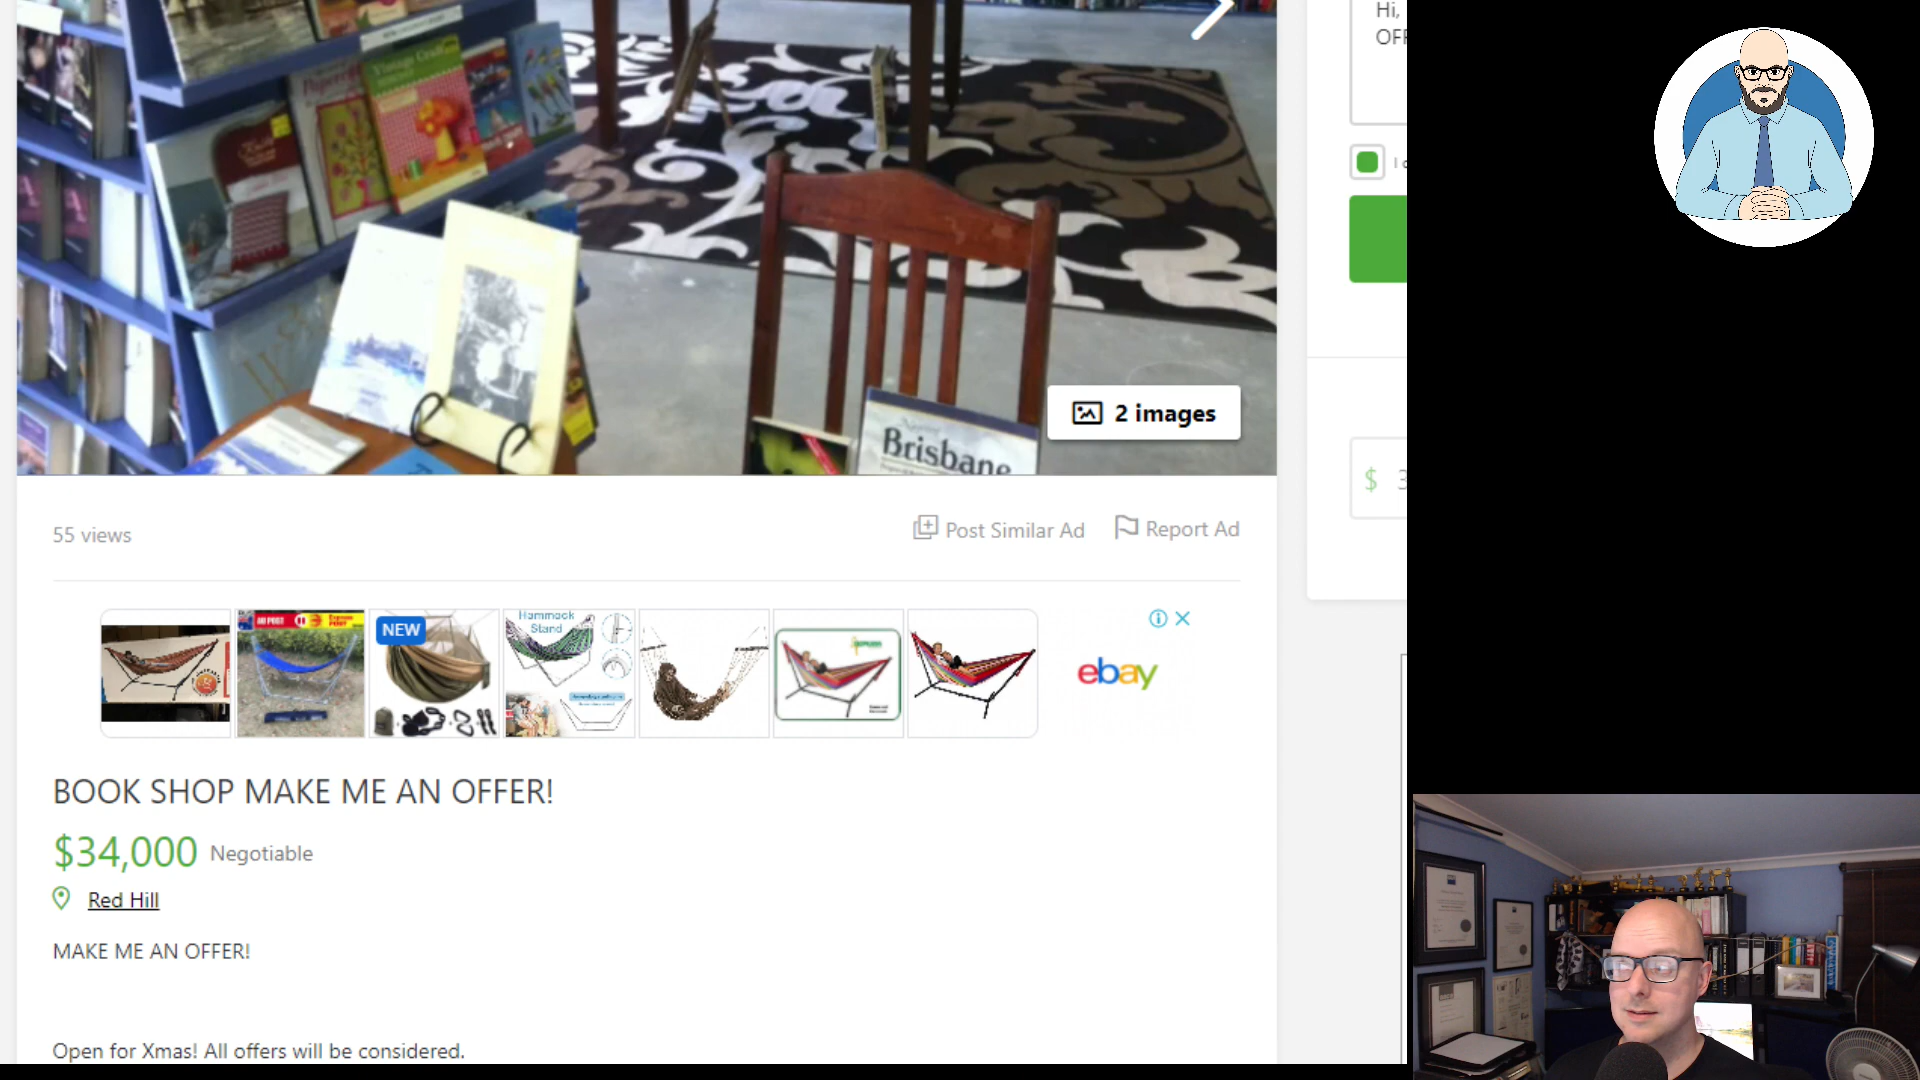 Hi,
OFF
Brisbane
2 images
55 views
Post Similar Ad
Report Ad
NEW
Hammock
Stand
ebay
BOOK SHOP MAKE ME AN OFFER!
$34,000 Negotiable
Red Hill
MAKE ME AN OFFER!
Open for Xmas! All offers will be considered.
$ 3